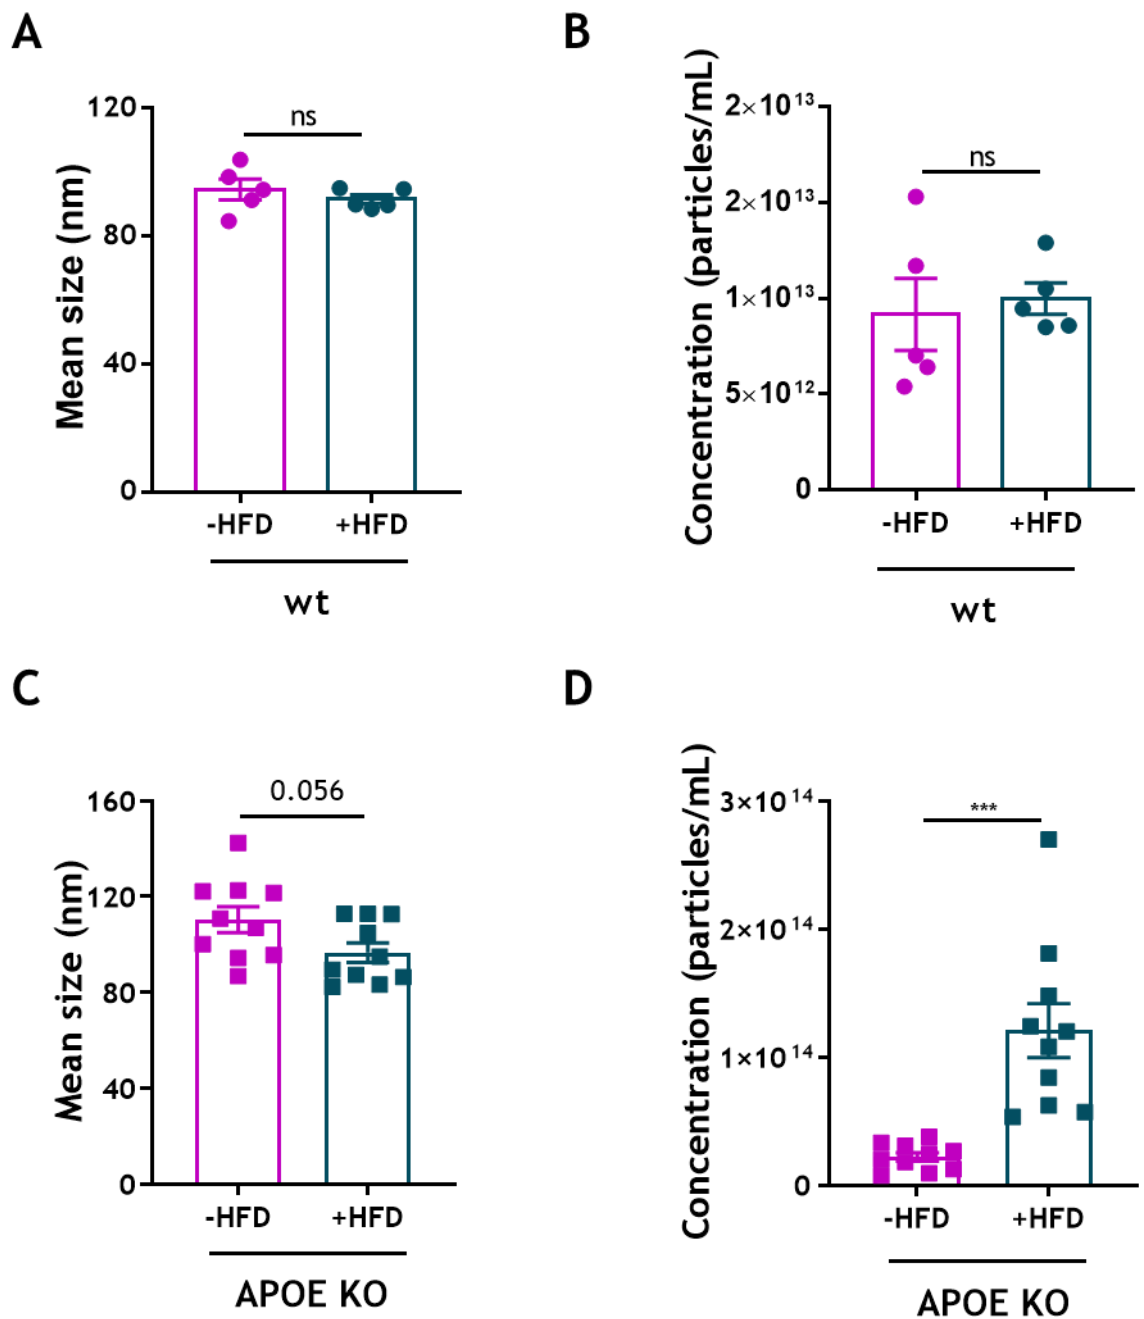 A
Mean size (nm)
120
80
40
0
ns
-HFD +HFD
wt
B
Concentration (particles/mL)
2×10¹³
2×10¹³
1×10¹³
5×10¹²
0
ns
-HFD +HFD
wt
C
Mean size (nm)
160
120
80
40
0
0.056
-HFD +HFD
APOE KO
D
Concentration (particles/mL)
3×10¹⁴
2×10¹⁴
1×10¹⁴
0
***
-HFD +HFD
APOE KO